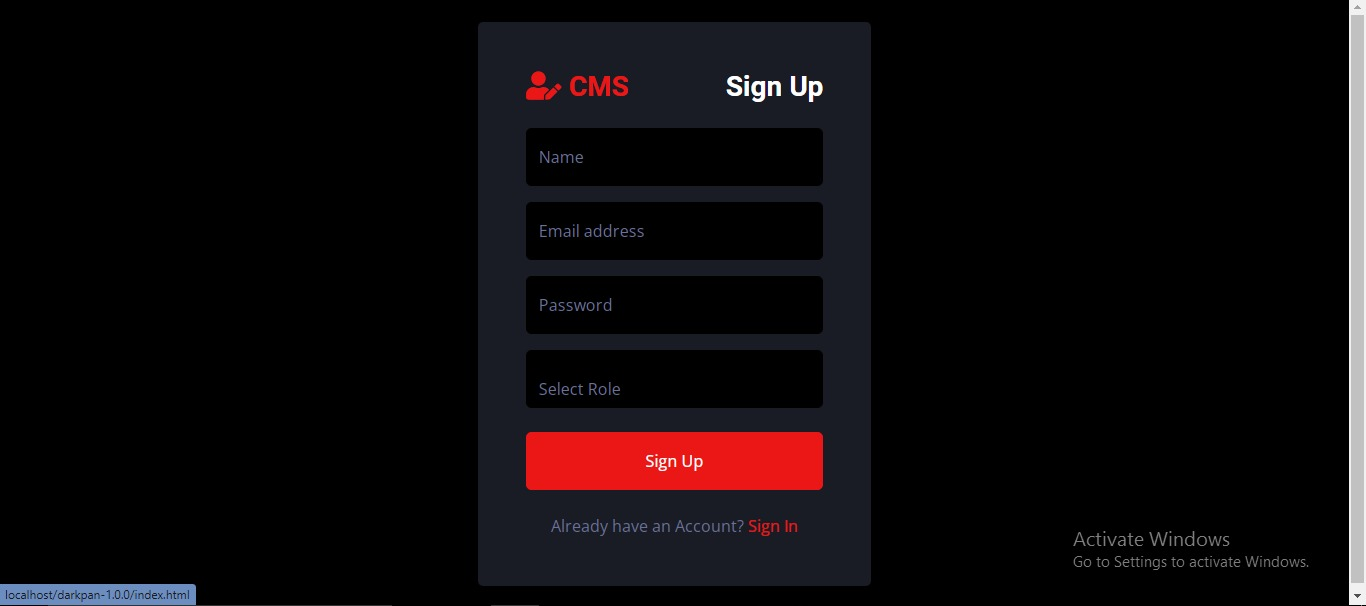 CMS
Sign Up
Name
Email address
Password
Select Role
Sign Up
Already have an Account? Sign In
Activate Windows
Go to Settings to activate Windows.
localhost/darkpan-1.0.0/index.html